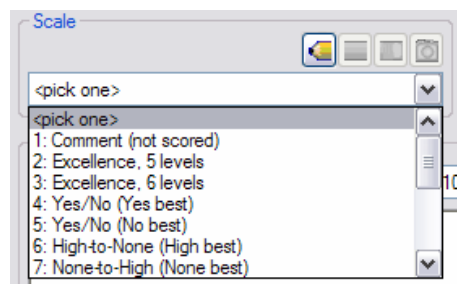 Scale
<pick one>
<pick one>
1: Comment (not scored)
2: Excellence, 5 levels
3: Excellence, 6 levels
4: Yes/No (Yes best)
5: Yes/No (No best)
6: High-to-None (High best)
7: None-to-High (None best)
10